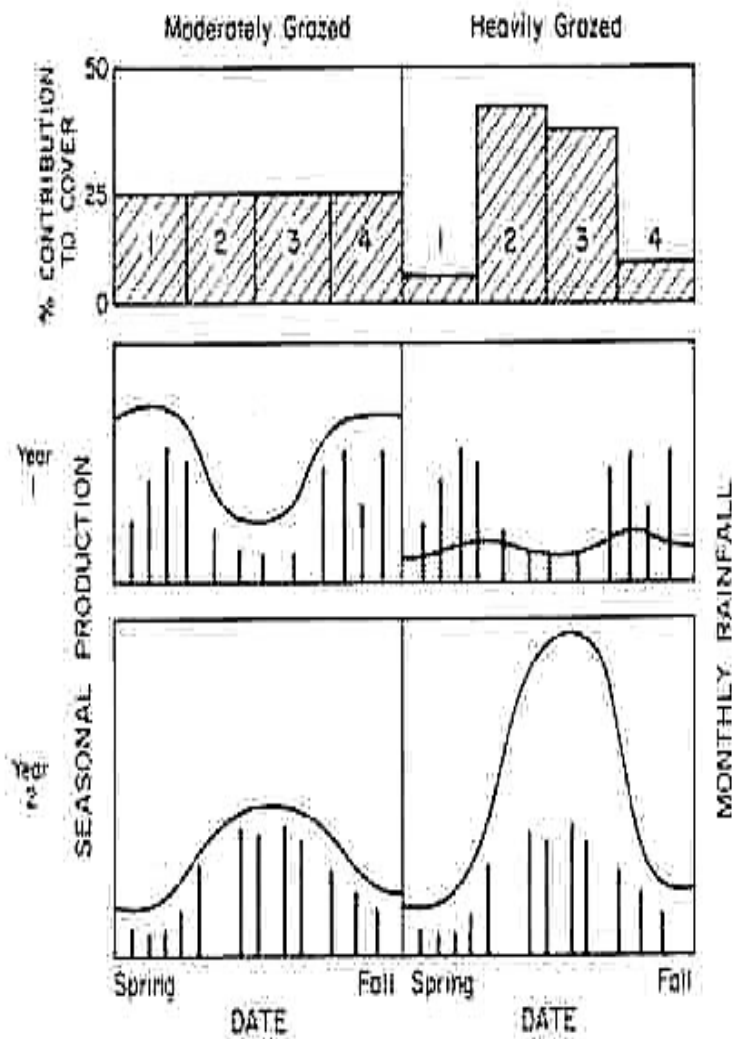 Moderately Grazed
Heavily Grazed
50
25
0
% CONTRIBUTION
TO COVER
1
2
3
4
1
2
3
4
Year
Year
2
SEASONAL PRODUCTION
MONTHLY RAINFALL
Spring
Fall
Spring
Fall
DATE
DATE